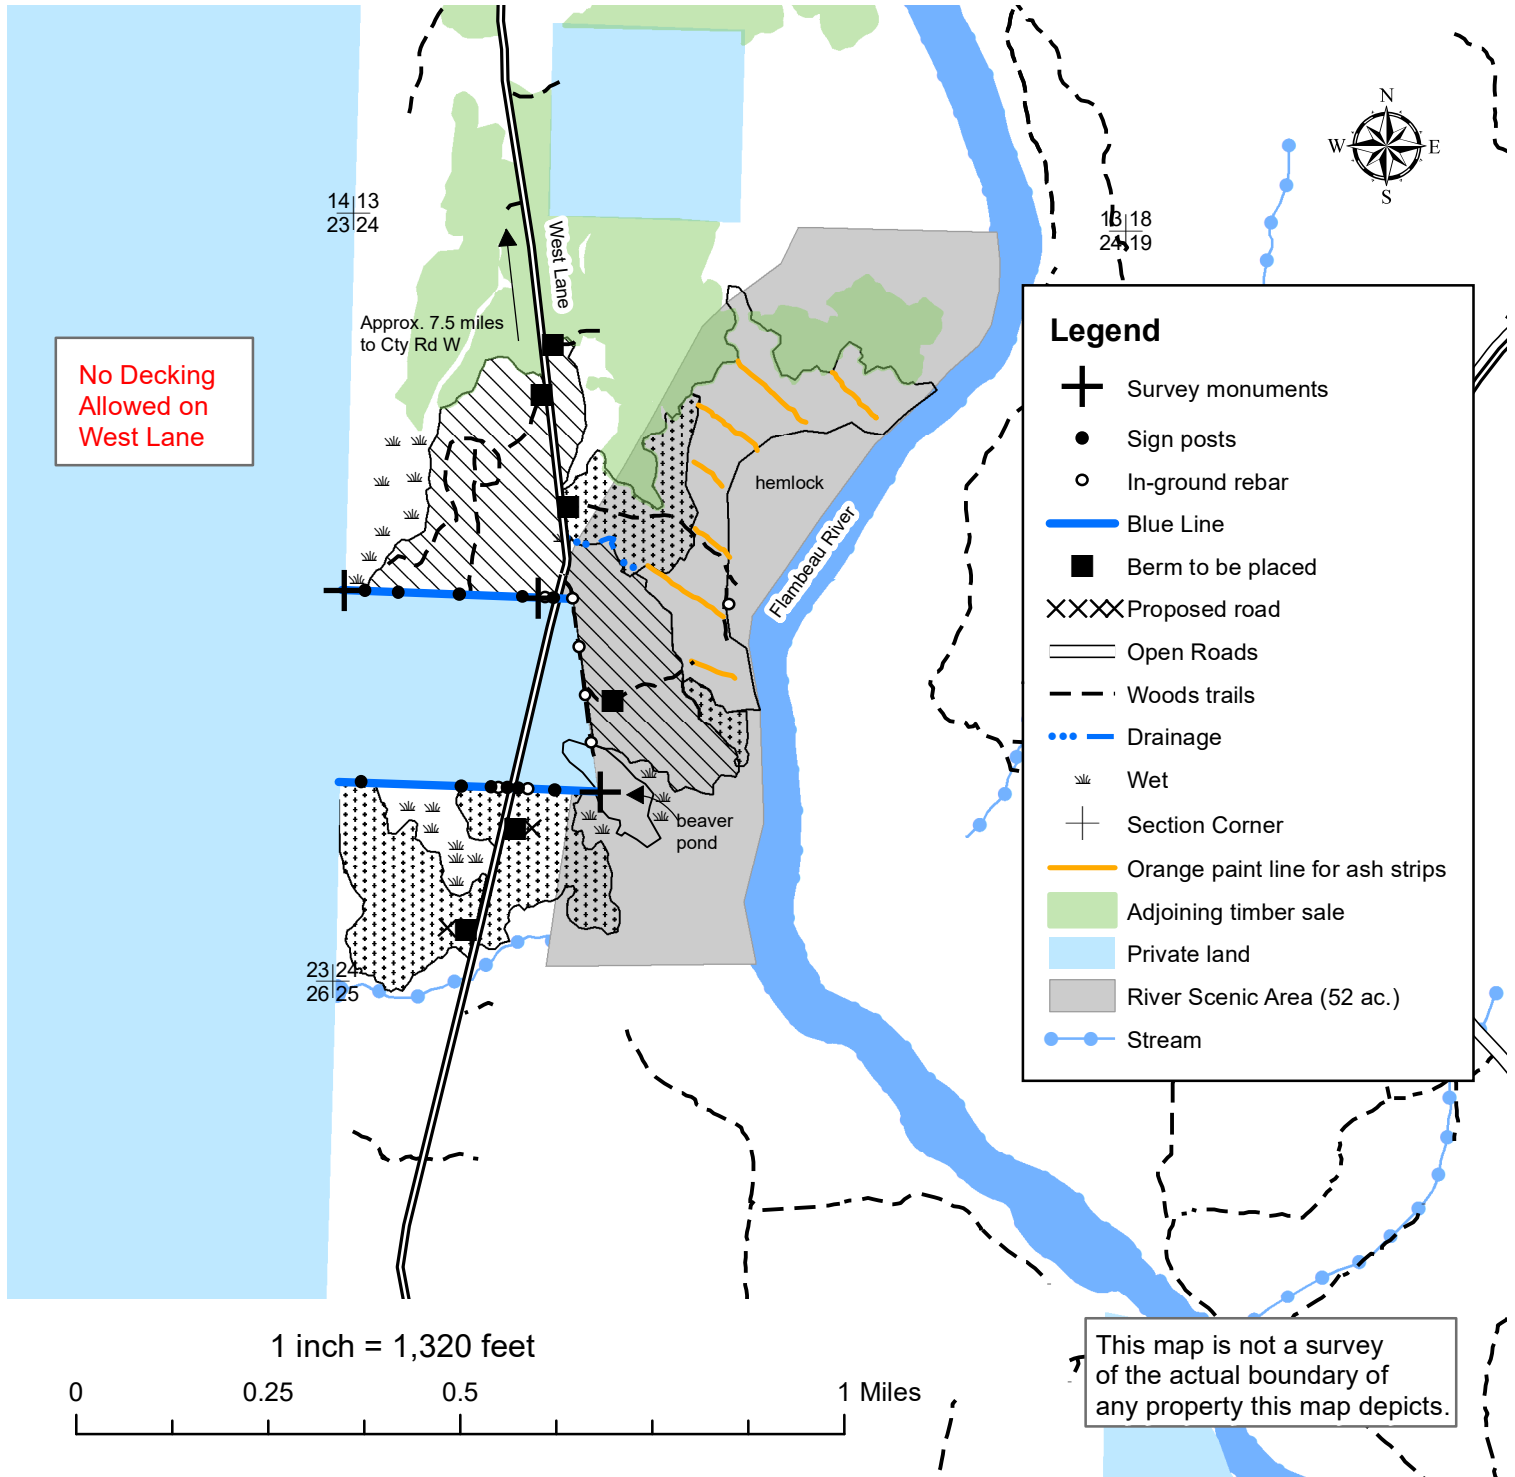 N
W
E
S
14 13
23 24
13 18
24 19
West Lane
Approx. 7.5 miles
to Cty Rd W
No Decking
Allowed on
West Lane
hemlock
Flambeau River
beaver
pond
23 24
26 25
Legend
Survey monuments
Sign posts
In-ground rebar
Blue Line
Berm to be placed
Proposed road
Open Roads
Woods trails
Drainage
Wet
Section Corner
Orange paint line for ash strips
Adjoining timber sale
Private land
River Scenic Area (52 ac.)
Stream
1 inch = 1,320 feet
0 0.25 0.5 1 Miles
This map is not a survey
of the actual boundary of
any property this map depicts.